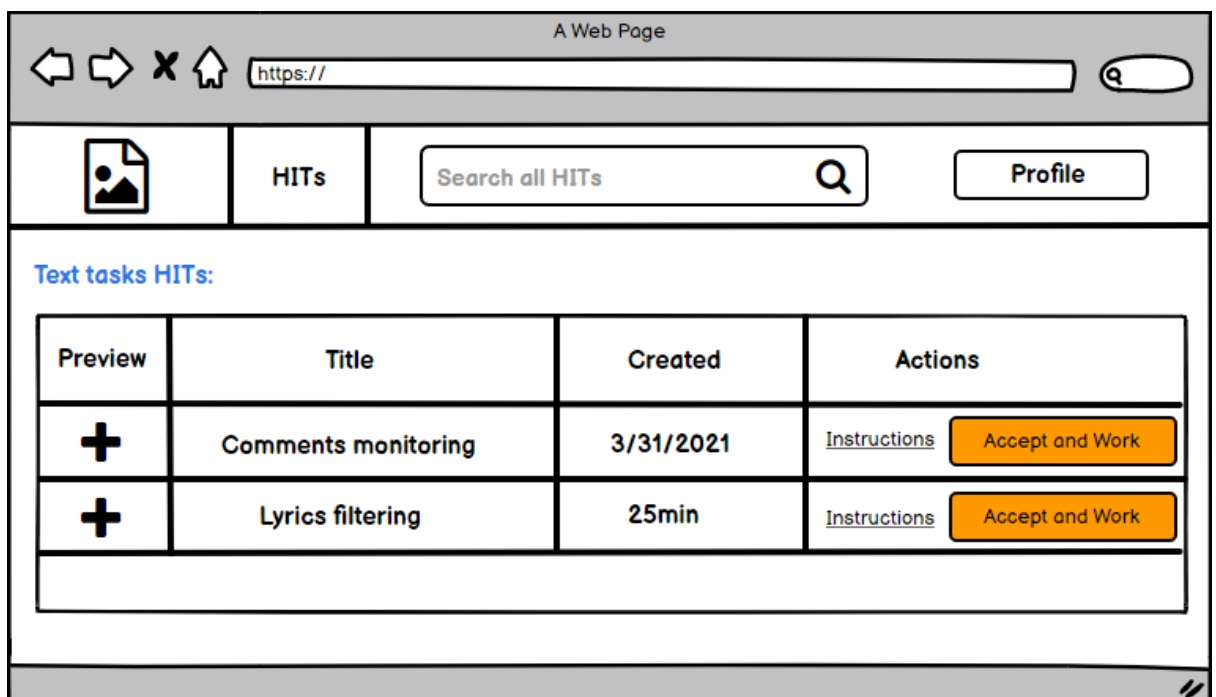 A Web Page
https://
HITs
Search all HITs
Profile
Text tasks HITs:
Preview Title Created Actions
Comments monitoring 3/31/2021 Instructions Accept and Work
Lyrics filtering 25min Instructions Accept and Work